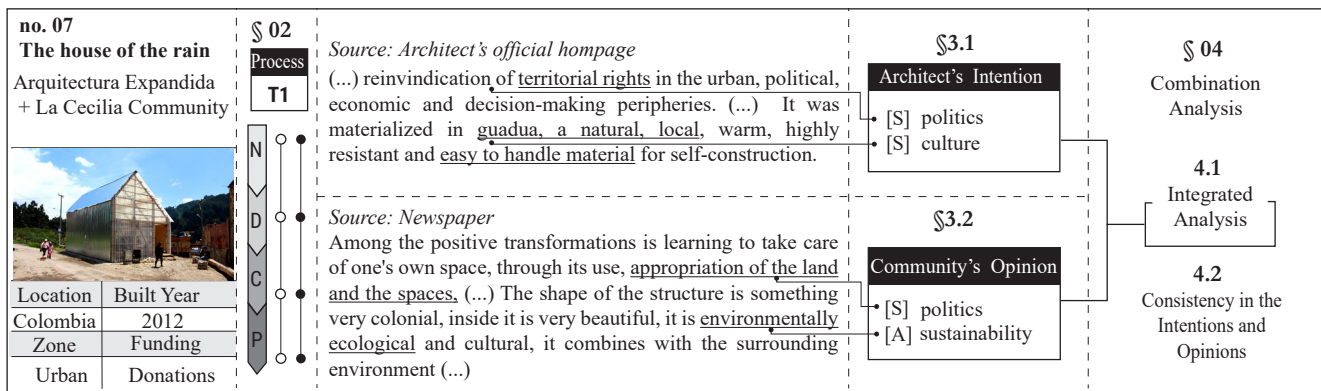 no. 07
The house of the rain
Arquitectura Expandida
+ La Cecilia Community
Location Built Year
Colombia 2012
Zone Funding
Urban Donations
§ 02
Process
T1
N
D
C
P
Source: Architect's official hompage
(...) reinvindication of territorial rights in the urban, political,
economic and decision-making peripheries. (...) It was
materialized in guadua, a natural, local, warm, highly
resistant and easy to handle material for self-construction.
Source: Newspaper
Among the positive transformations is learning to take care
of one's own space, through its use, appropriation of the land
and the spaces, (...) The shape of the structure is something
very colonial, inside it is very beautiful, it is environmentally
ecological and cultural, it combines with the surrounding
environment (...)
§3.1
Architect's Intention
[S] politics
[S] culture
§3.2
Community's Opinion
[S] politics
[A] sustainability
§ 04
Combination
Analysis
4.1
Integrated
Analysis
4.2
Consistency in the
Intentions and
Opinions